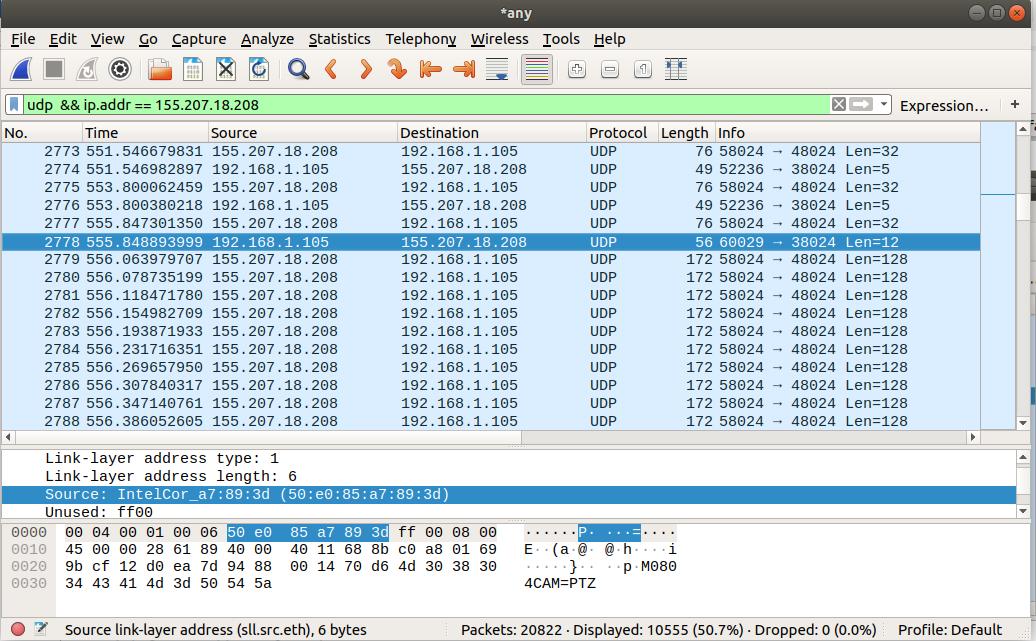 *any
File Edit View Go Capture Analyze Statistics Telephony Wireless Tools Help
udp && ip.addr == 155.207.18.208 Expression… +
No. Time Source Destination Protocol Length Info
2773 551.546679831 155.207.18.208 192.168.1.105 UDP 76 58024 → 48024 Len=32
2774 551.546982897 192.168.1.105 155.207.18.208 UDP 49 52236 → 38024 Len=5
2775 553.800062459 155.207.18.208 192.168.1.105 UDP 76 58024 → 48024 Len=32
2776 553.800380218 192.168.1.105 155.207.18.208 UDP 49 52236 → 38024 Len=5
2777 555.847301350 155.207.18.208 192.168.1.105 UDP 76 58024 → 48024 Len=32
2778 555.848893999 192.168.1.105 155.207.18.208 UDP 56 60029 → 38024 Len=12
2779 556.063979707 155.207.18.208 192.168.1.105 UDP 172 58024 → 48024 Len=128
2780 556.078735199 155.207.18.208 192.168.1.105 UDP 172 58024 → 48024 Len=128
2781 556.118471780 155.207.18.208 192.168.1.105 UDP 172 58024 → 48024 Len=128
2782 556.154982709 155.207.18.208 192.168.1.105 UDP 172 58024 → 48024 Len=128
2783 556.193871933 155.207.18.208 192.168.1.105 UDP 172 58024 → 48024 Len=128
2784 556.231716351 155.207.18.208 192.168.1.105 UDP 172 58024 → 48024 Len=128
2785 556.269657950 155.207.18.208 192.168.1.105 UDP 172 58024 → 48024 Len=128
2786 556.307840317 155.207.18.208 192.168.1.105 UDP 172 58024 → 48024 Len=128
2787 556.347140761 155.207.18.208 192.168.1.105 UDP 172 58024 → 48024 Len=128
2788 556.386052605 155.207.18.208 192.168.1.105 UDP 172 58024 → 48024 Len=128
Link-layer address type: 1
Link-layer address length: 6
Source: IntelCor_a7:89:3d (50:e0:85:a7:89:3d)
Unused: ff00
0000 00 04 00 01 00 06 50 e0 85 a7 89 3d ff 00 08 00 ······P· ···=····
0010 45 00 00 28 61 89 40 00 40 11 68 8b c0 a8 01 69 E··(a·@· @·h····i
0020 9b cf 12 d0 ea 7d 94 88 00 14 70 d6 4d 30 38 30 ·····}·· ··p·M080
0030 34 43 41 4d 3d 50 54 5a 4CAM=PTZ
Source link-layer address (sll.src.eth), 6 bytes Packets: 20822 · Displayed: 10555 (50.7%) · Dropped: 0 (0.0%) Profile: Default